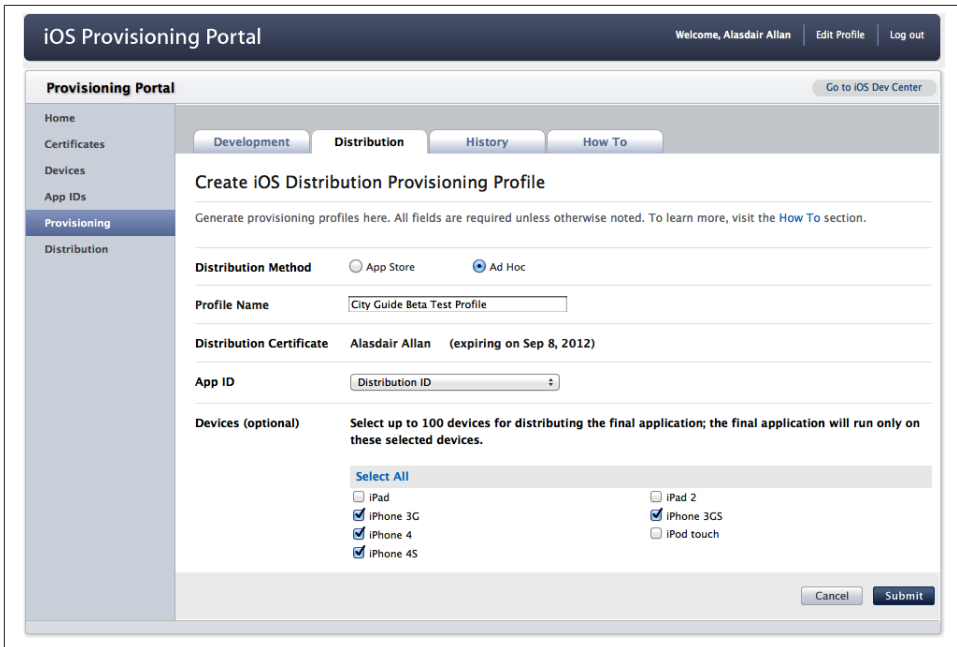 iOS Provisioning Portal
Welcome, Alasdair Allan
Edit Profile
Log out
Provisioning Portal
Go to iOS Dev Center
Home
Certificates
Devices
App IDs
Provisioning
Distribution
Development
Distribution
History
How To
Create iOS Distribution Provisioning Profile
Generate provisioning profiles here. All fields are required unless otherwise noted. To learn more, visit the How To section.
Distribution Method
App Store
Ad Hoc
Profile Name
City Guide Beta Test Profile
Distribution Certificate
Alasdair Allan (expiring on Sep 8, 2012)
App ID
Distribution ID
Devices (optional)
Select up to 100 devices for distributing the final application; the final application will run only on
these selected devices.
Select All
iPad
iPad 2
iPhone 3G
iPhone 3GS
iPhone 4
iPod touch
iPhone 4S
Cancel
Submit